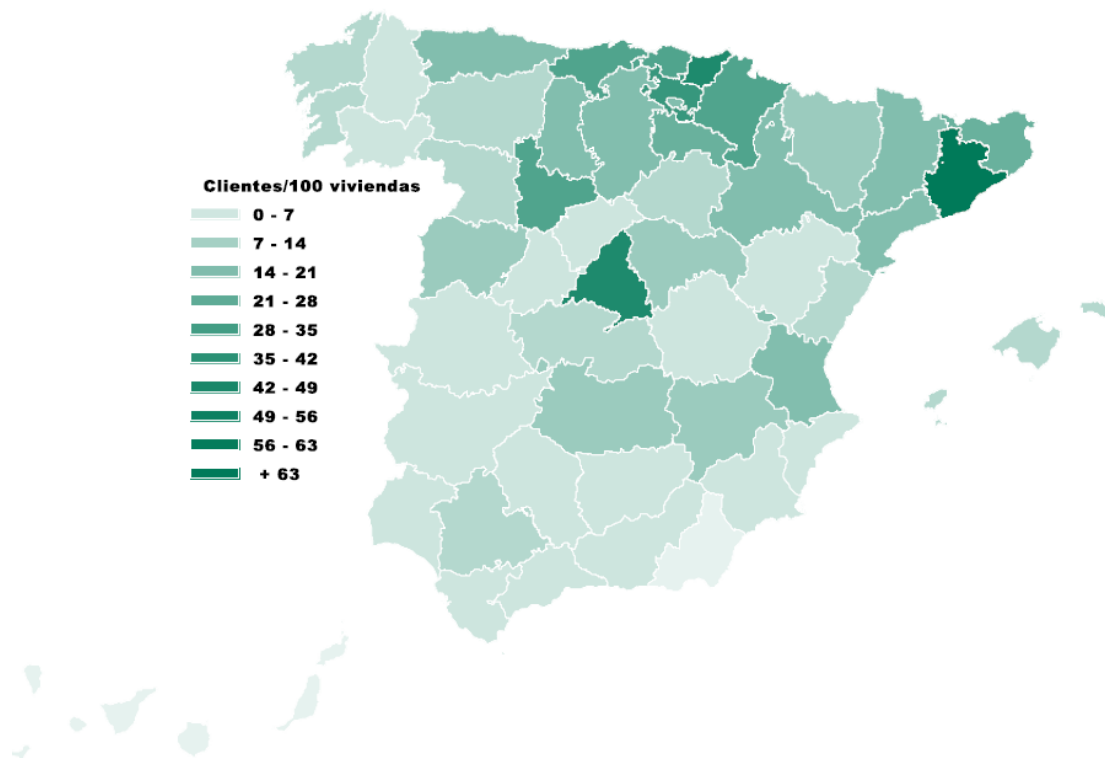 Clientes/100 viviendas
0 - 7
7 - 14
14 - 21
21 - 28
28 - 35
35 - 42
42 - 49
49 - 56
56 - 63
+ 63